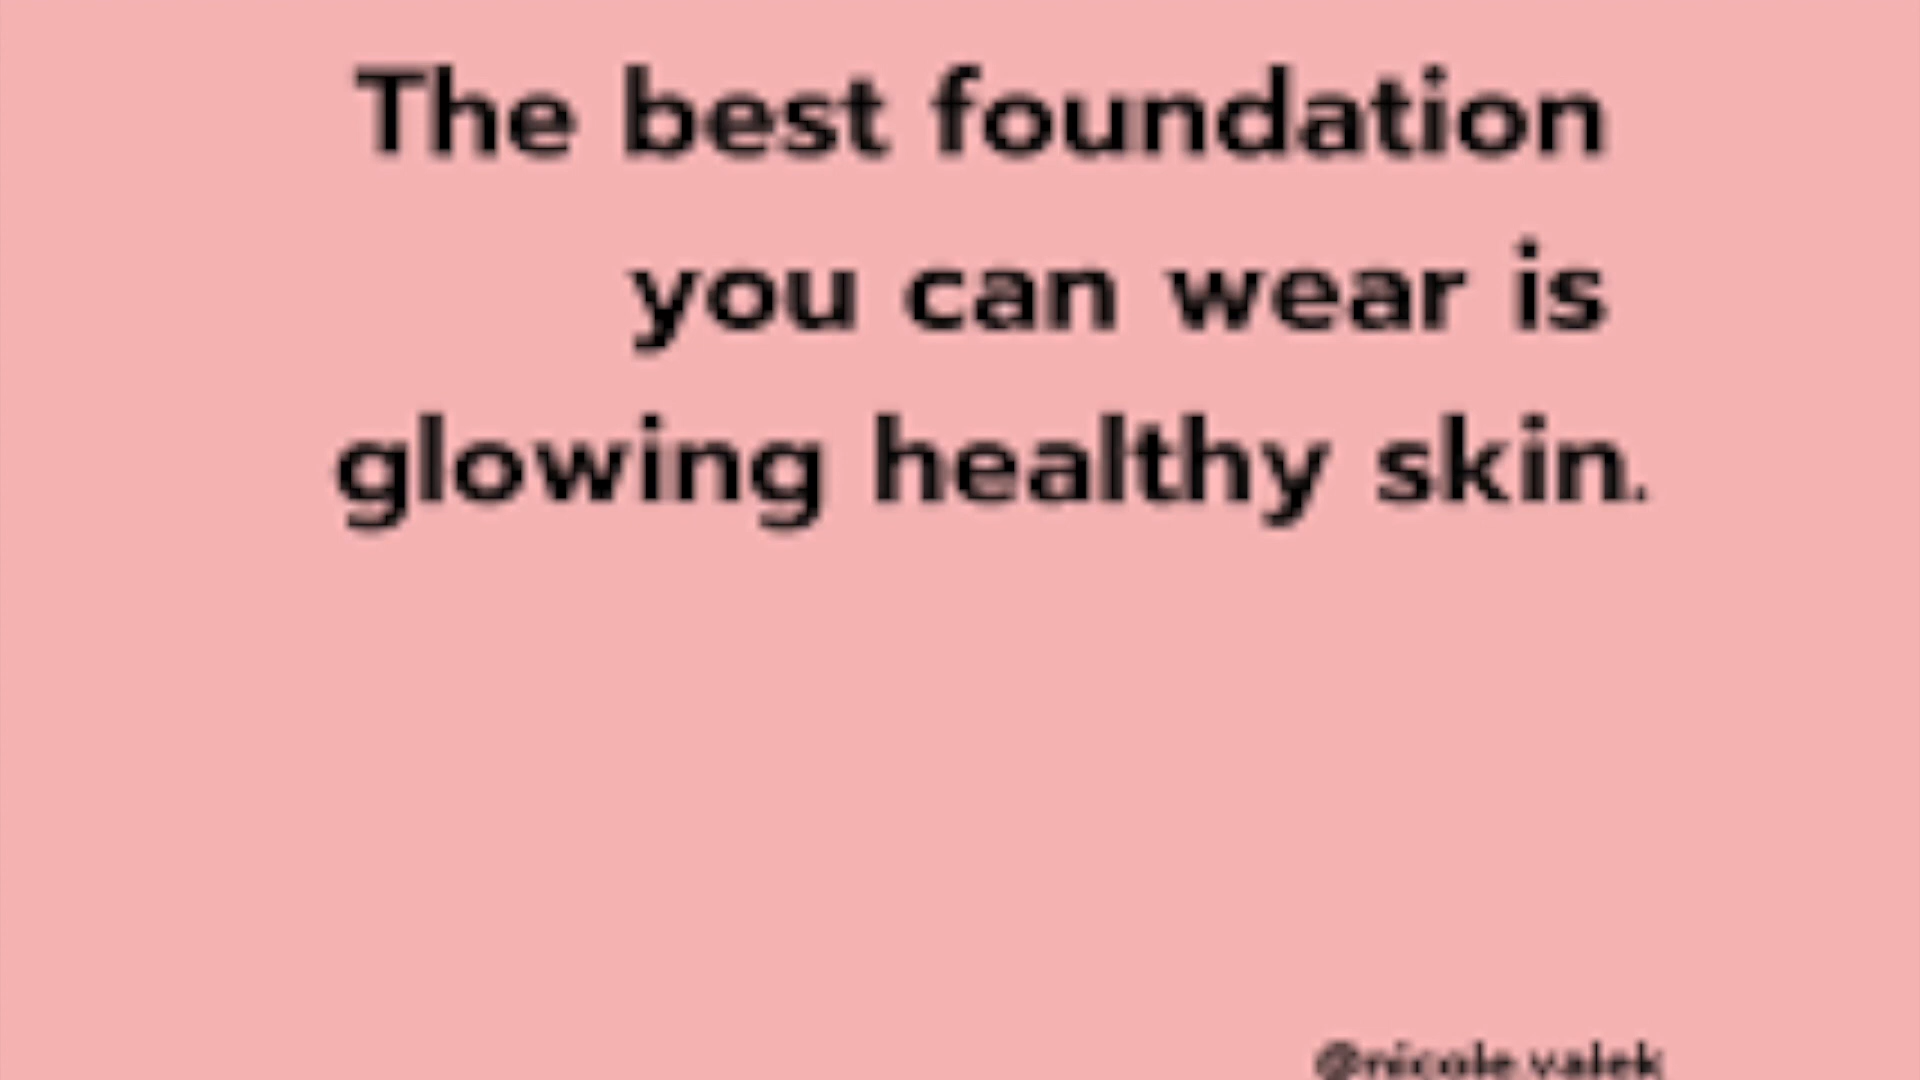 The best foundation
you can wear is
glowing healthy skin.
@nicole.valek